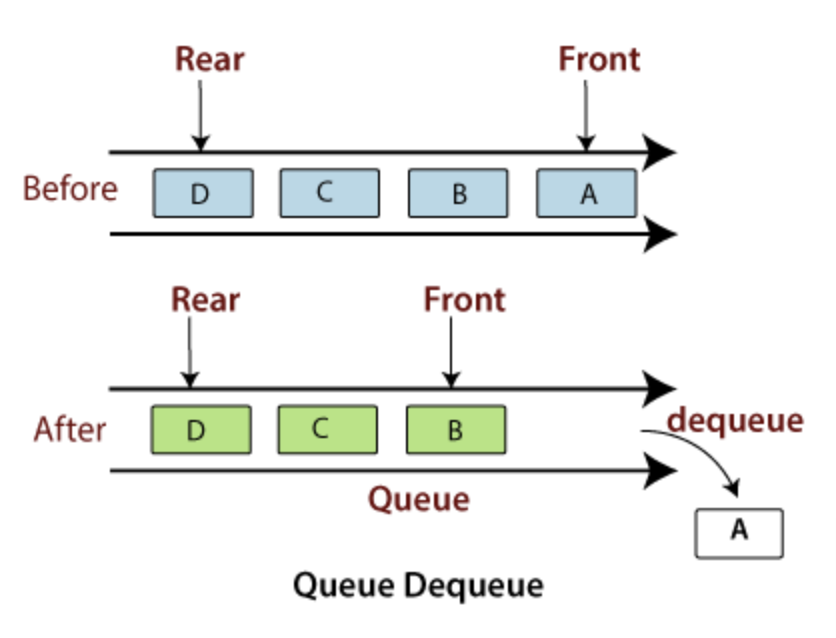 Rear Front
Before D C B A
Rear Front
After D C B dequeue
Queue
A
Queue Dequeue